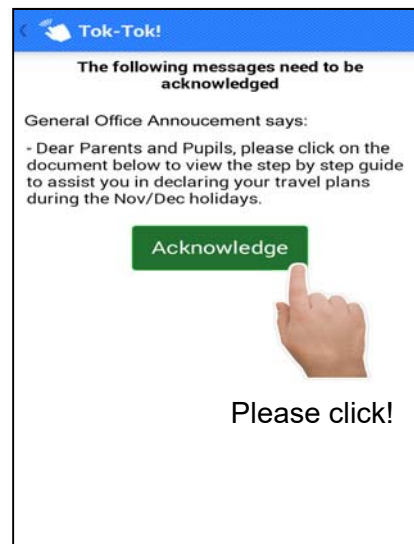 Tok-Tok!
The following messages need to be
acknowledged
General Office Annoucement says:
- Dear Parents and Pupils, please click on the
document below to view the step by step guide
to assist you in declaring your travel plans
during the Nov/Dec holidays.
Acknowledge
Please click!